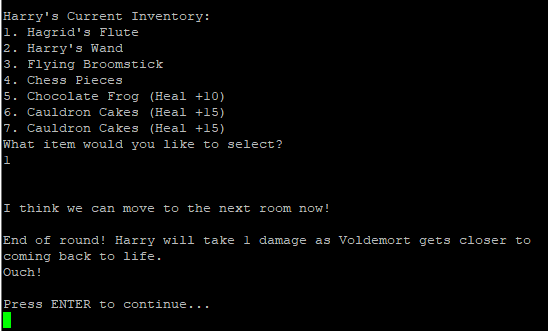 Harry's Current Inventory:
1. Hagrid's Flute
2. Harry's Wand
3. Flying Broomstick
4. Chess Pieces
5. Chocolate Frog (Heal +10)
6. Cauldron Cakes (Heal +15)
7. Cauldron Cakes (Heal +15)
What item would you like to select?
1
I think we can move to the next room now!
End of round! Harry will take 1 damage as Voldemort gets closer to
coming back to life.
Ouch!
Press ENTER to continue...